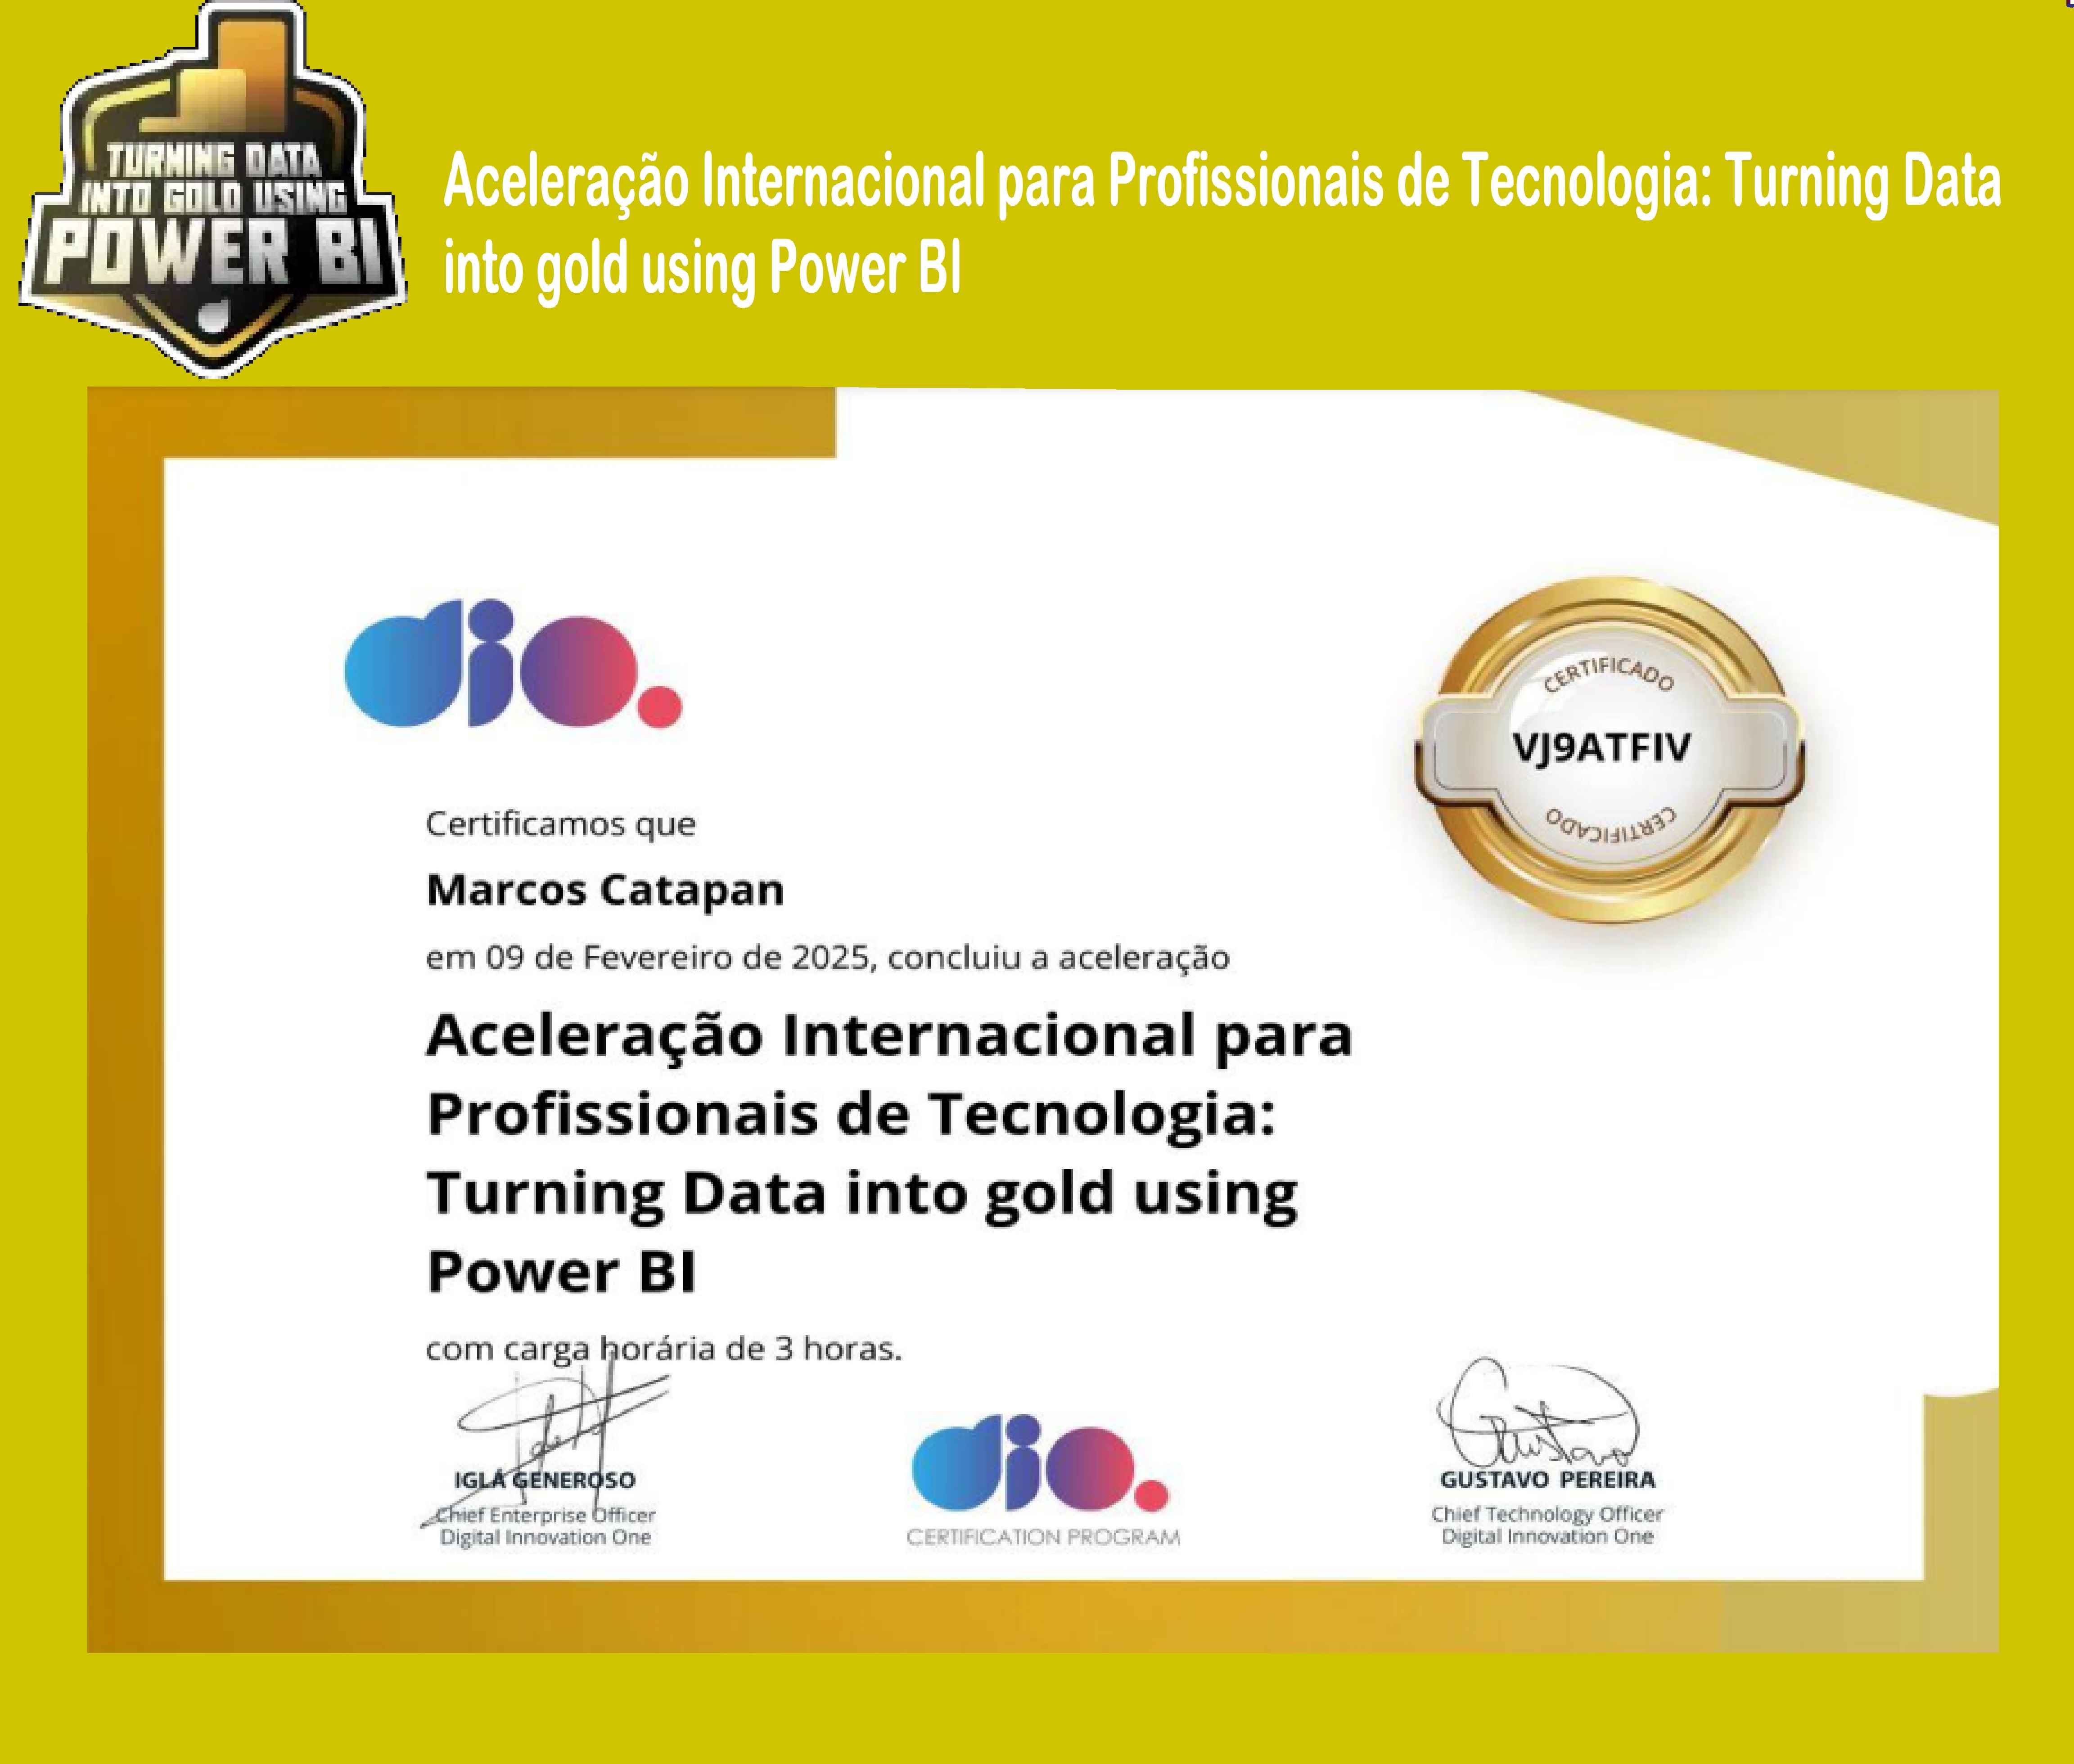 TURNING DATA
INTO GOLD USING
POWER BI
Aceleração Internacional para Profissionais de Tecnologia: Turning Data
into gold using Power BI
dio.
CERTIFICADO
VJ9ATFIV
CERTIFICADO
Certificamos que
Marcos Catapan
em 09 de Fevereiro de 2025, concluiu a aceleração
Aceleração Internacional para
Profissionais de Tecnologia:
Turning Data into gold using
Power BI
com carga horária de 3 horas.
IGLÁ GENEROSO
Chief Enterprise Officer
Digital Innovation One
dio.
CERTIFICATION PROGRAM
Gustavo
GUSTAVO PEREIRA
Chief Technology Officer
Digital Innovation One